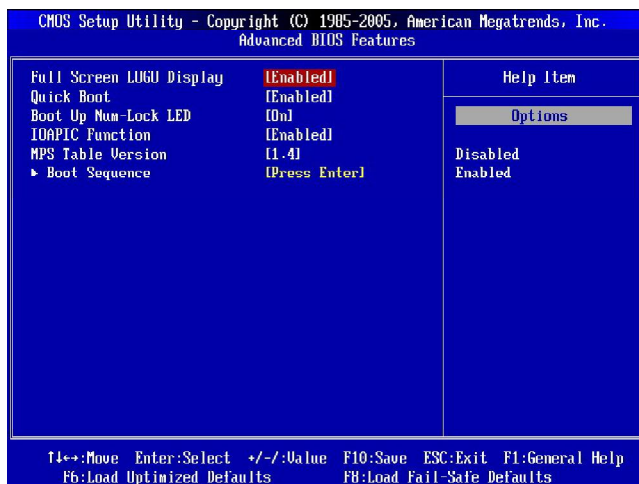 CMOS Setup Utility - Copyright (C) 1985-2005, American Megatrends, Inc.
Advanced BIOS Features
Full Screen LOGO Display [Enabled]
Quick Boot [Enabled]
Boot Up Num-Lock LED [On]
IOAPIC Function [Enabled]
MPS Table Version [1.4]
▸ Boot Sequence [Press Enter]
Help Item
Options
Disabled
Enabled
↑↓←→:Move Enter:Select +/-/:Value F10:Save ESC:Exit F1:General Help
F6:Load Optimized Defaults F8:Load Fail-Safe Defaults